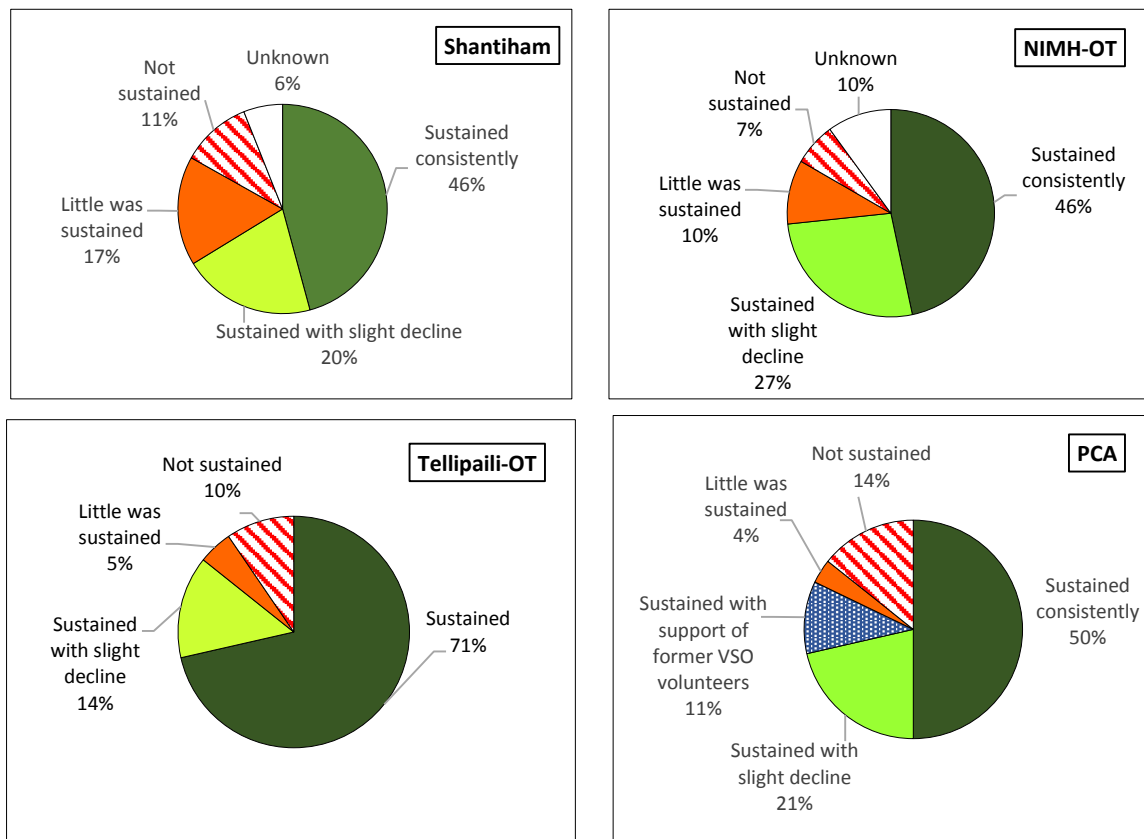 Shantiham
Unknown
6%
Not
sustained
11%
Sustained
consistently
46%
Little was
sustained
17%
Sustained with slight decline
20%
NIMH-OT
Unknown
10%
Not
sustained
7%
Sustained
consistently
46%
Little was
sustained
10%
Sustained
with slight
decline
27%
Tellipaili-OT
Not sustained
10%
Little was
sustained
5%
Sustained
71%
Sustained
with slight
decline
14%
PCA
Not sustained
14%
Little was
sustained
4%
Sustained
consistently
50%
Sustained with
support of
former VSO
volunteers
11%
Sustained with
slight decline
21%